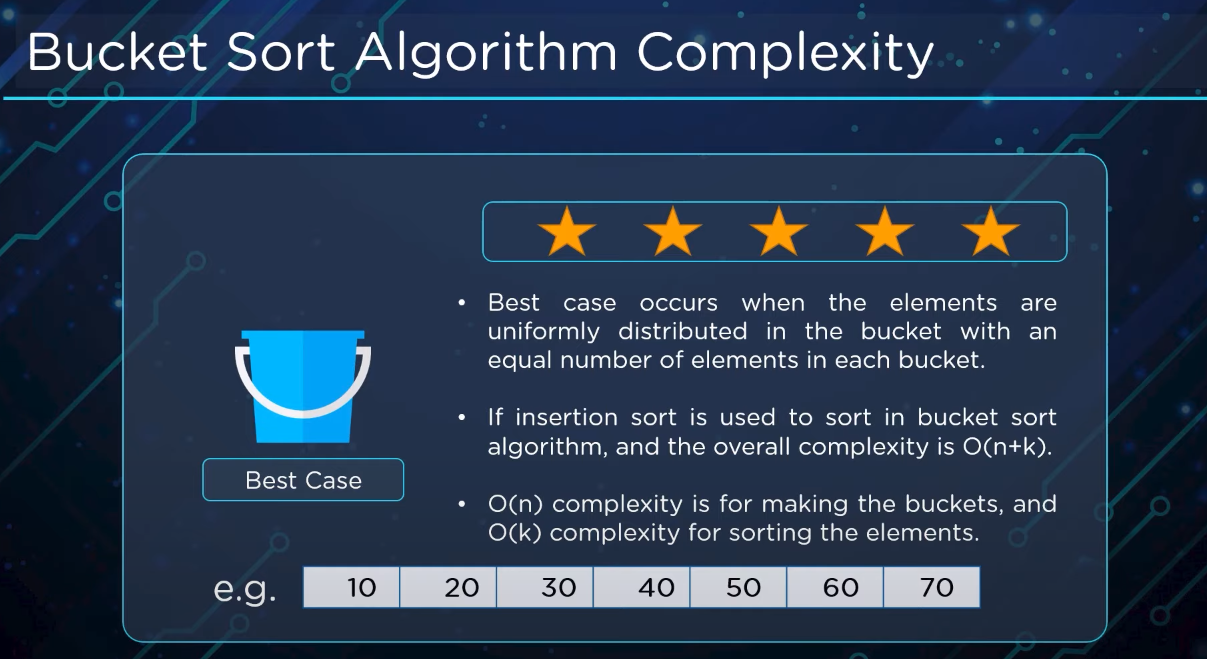 Bucket Sort Algorithm Complexity
• Best case occurs when the elements are
uniformly distributed in the bucket with an
equal number of elements in each bucket.
• If insertion sort is used to sort in bucket sort
algorithm, and the overall complexity is O(n+k).
Best Case
• O(n) complexity is for making the buckets, and
O(k) complexity for sorting the elements.
e.g. 10 20 30 40 50 60 70